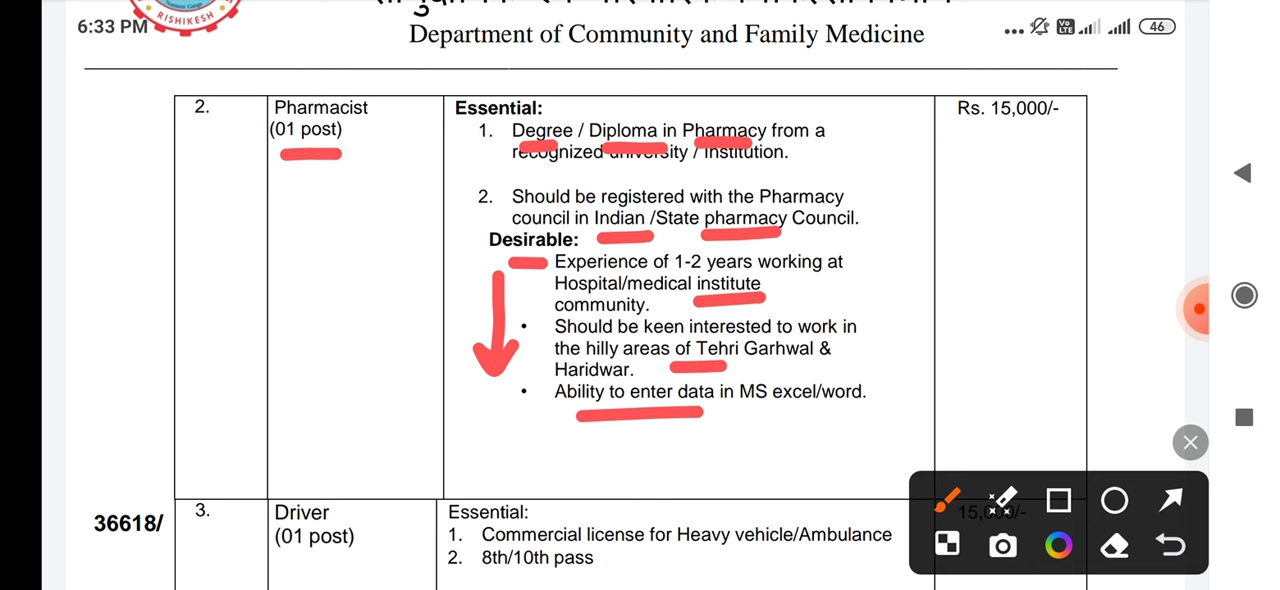 RISHIKESH
6:33 PM
Department of Community and Family Medicine
Vo LTE
46
2.
Pharmacist
(01 post)
Essential:
1. Degree / Diploma in Pharmacy from a
recognized university / Institution.
2. Should be registered with the Pharmacy
council in Indian /State pharmacy Council.
Desirable:
Experience of 1-2 years working at
Hospital/medical institute
community.
• Should be keen interested to work in
the hilly areas of Tehri Garhwal &
Haridwar.
• Ability to enter data in MS excel/word.
Rs. 15,000/-
36618/
3.
Driver
(01 post)
Essential:
1. Commercial license for Heavy vehicle/Ambulance
2. 8th/10th pass
15,000/-